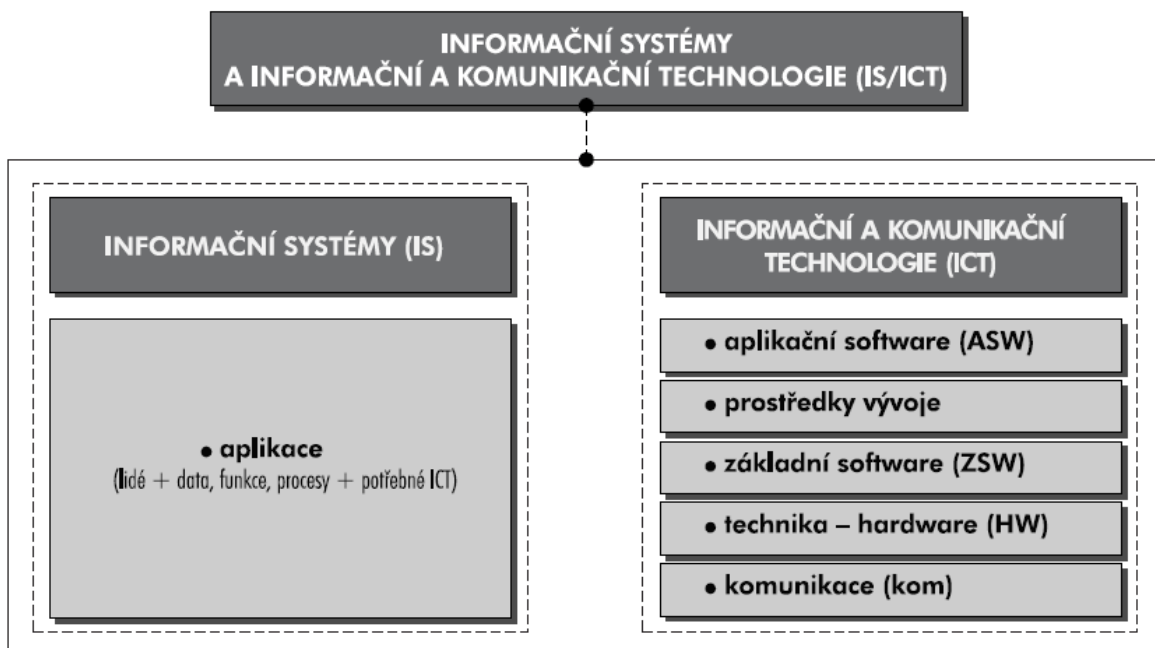 INFORMAČNÍ SYSTÉMY
A INFORMAČNÍ A KOMUNIKAČNÍ TECHNOLOGIE (IS/ICT)
INFORMAČNÍ SYSTÉMY (IS)
• aplikace
(lidé + data, funkce, procesy + potřebné ICT)
INFORMAČNÍ A KOMUNIKAČNÍ
TECHNOLOGIE (ICT)
• aplikační software (ASW)
• prostředky vývoje
• základní software (ZSW)
• technika – hardware (HW)
• komunikace (kom)